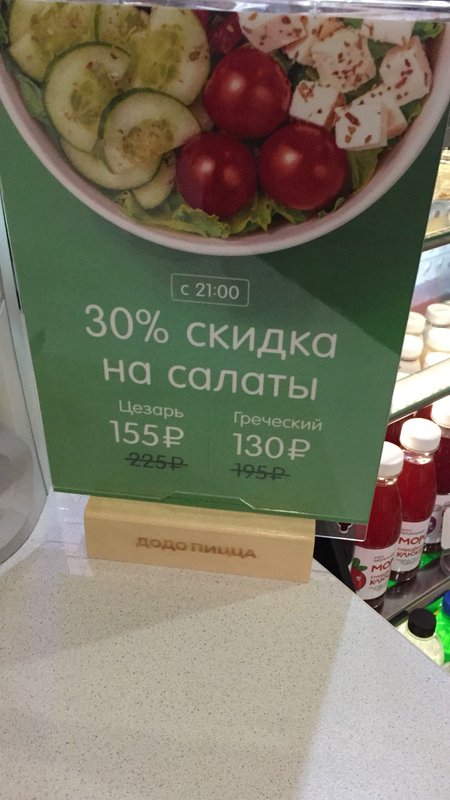 с 21:00
30% скидка
на салаты
Цезарь
155₽
225₽
Греческий
130₽
195₽
ДОДО ПИЦЦА